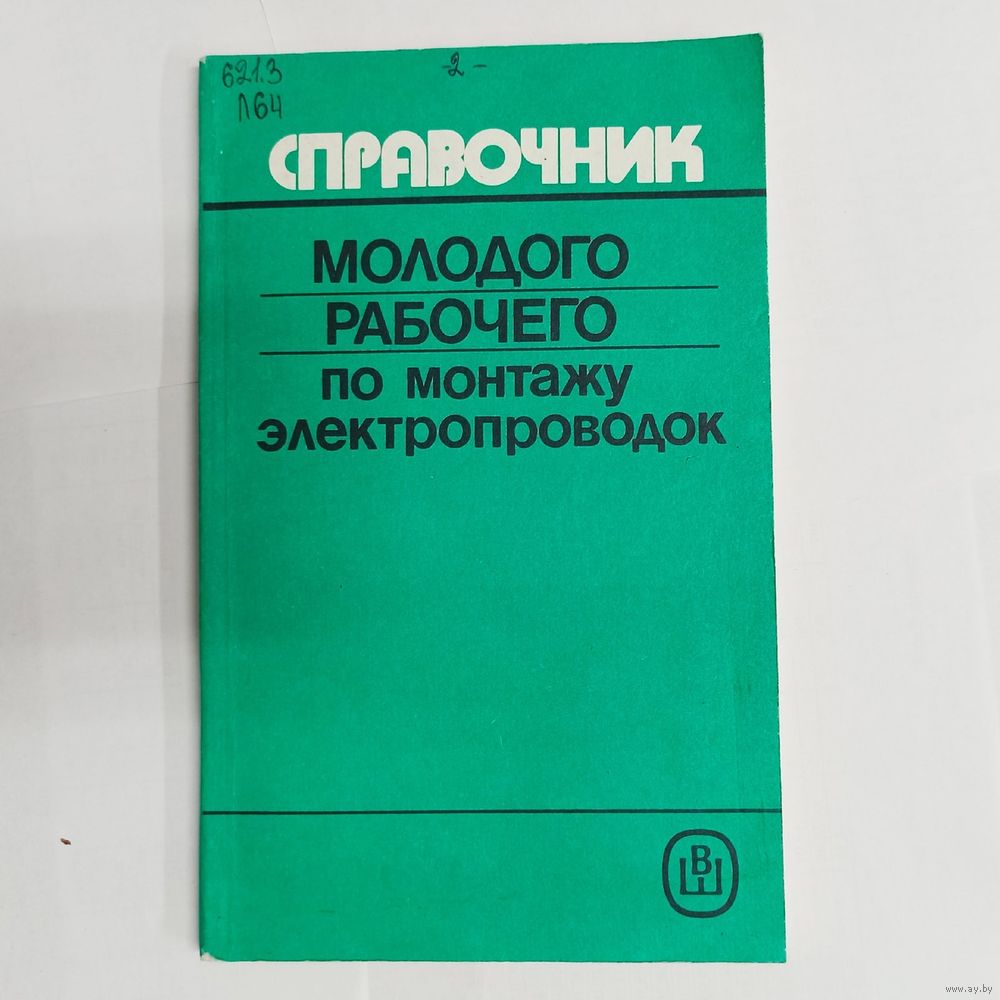 621.3
-2-
Л64
СПРАВОЧНИК
МОЛОДОГО
РАБОЧЕГО
ПО МОНТАЖУ
ЭЛЕКТРОПРОВОДОК
ВШ
www.ay.by